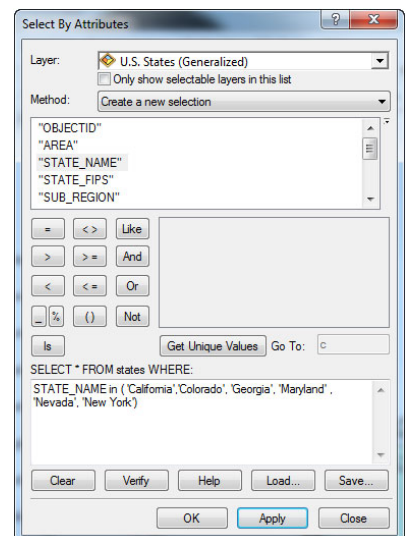 Select By Attributes
Layer: U.S. States (Generalized)
Only show selectable layers in this list
Method: Create a new selection
"OBJECTID"
"AREA"
"STATE_NAME"
"STATE_FIPS"
"SUB_REGION"
= <> Like
> >= And
< <= Or
_ % () Not
Is Get Unique Values Go To: c
SELECT * FROM states WHERE:
STATE_NAME in ( 'California','Colorado', 'Georgia', 'Maryland' ,
'Nevada', 'New York')
Clear Verify Help Load... Save...
OK Apply Close